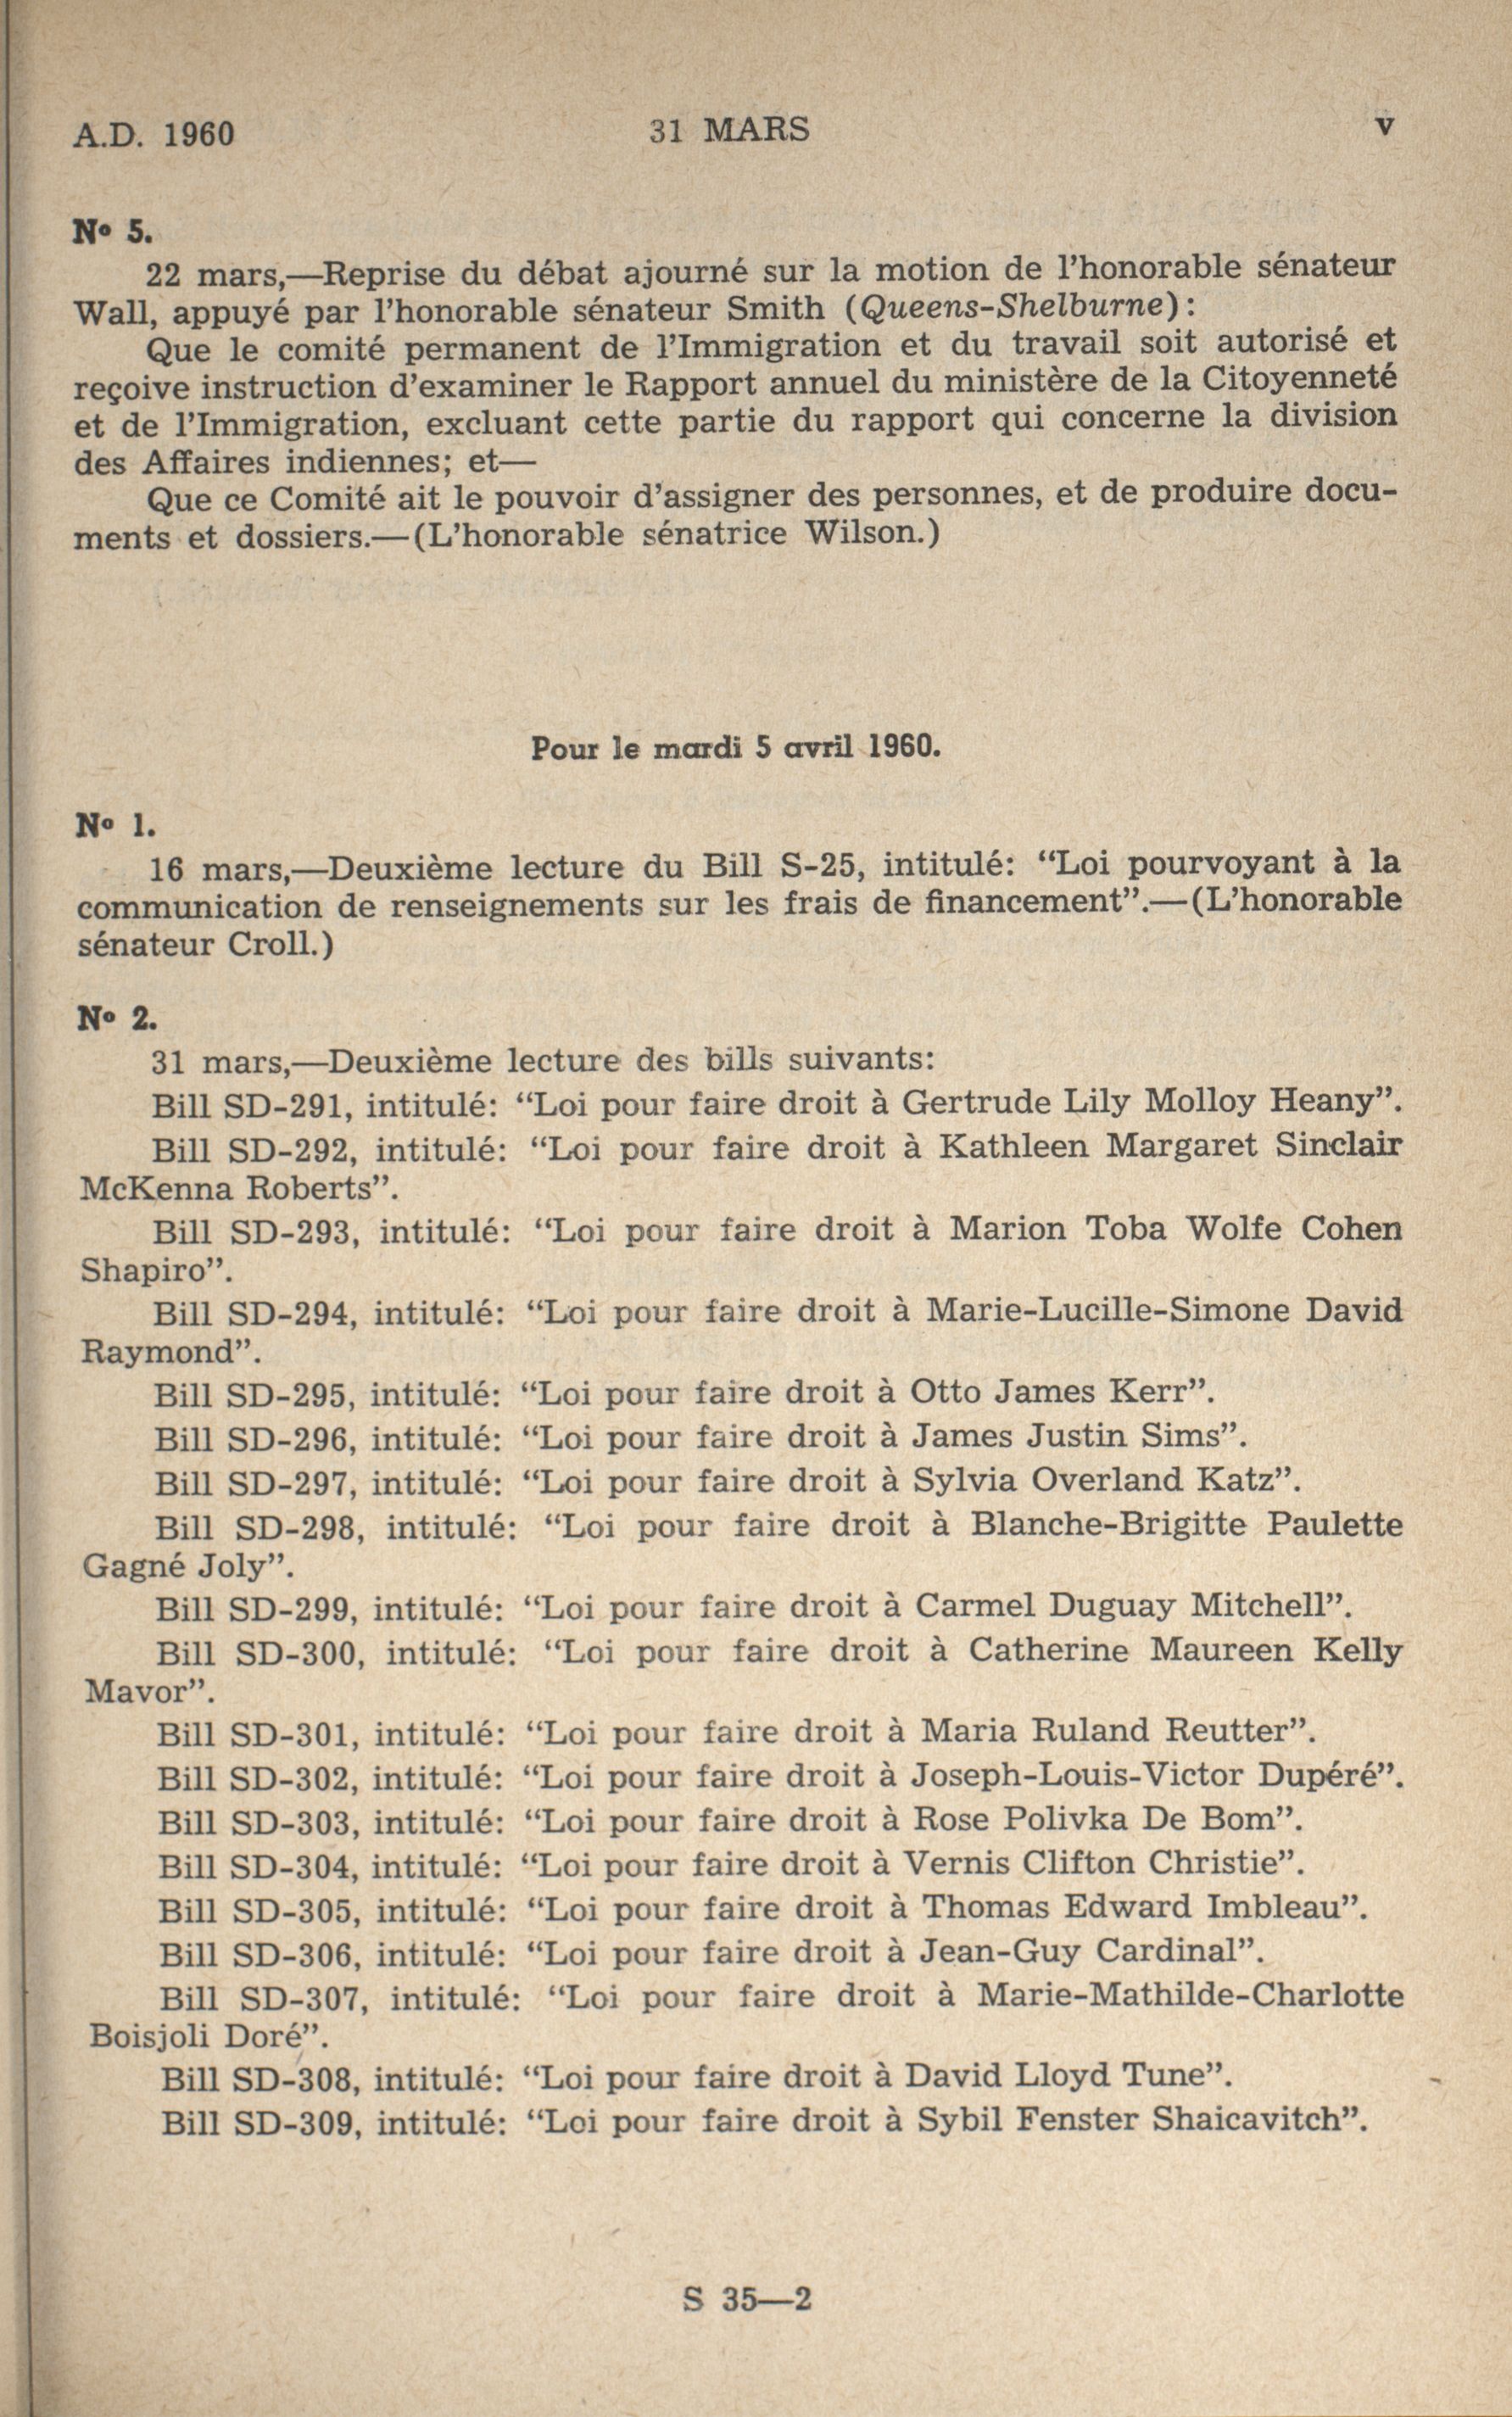 A.D. 1960 31 MARS v
Nº 5.
22 mars,—Reprise du débat ajourné sur la motion de l'honorable sénateur
Wall, appuyé par l'honorable sénateur Smith (Queens-Shelburne):
Que le comité permanent de l'Immigration et du travail soit autorisé et
reçoive instruction d'examiner le Rapport annuel du ministère de la Citoyenneté
et de l'Immigration, excluant cette partie du rapport qui concerne la division
des Affaires indiennes; et—
Que ce Comité ait le pouvoir d'assigner des personnes, et de produire docu-
ments et dossiers.—(L'honorable sénatrice Wilson.)
Pour le mardi 5 avril 1960.
Nº 1.
16 mars,—Deuxième lecture du Bill S-25, intitulé: “Loi pourvoyant à la
communication de renseignements sur les frais de financement”.—(L'honorable
sénateur Croll.)
Nº 2.
31 mars,—Deuxième lecture des bills suivants:
Bill SD-291, intitulé: “Loi pour faire droit à Gertrude Lily Molloy Heany”.
Bill SD-292, intitulé: “Loi pour faire droit à Kathleen Margaret Sinclair
McKenna Roberts”.
Bill SD-293, intitulé: “Loi pour faire droit à Marion Toba Wolfe Cohen
Shapiro”.
Bill SD-294, intitulé: “Loi pour faire droit à Marie-Lucille-Simone David
Raymond”.
Bill SD-295, intitulé: “Loi pour faire droit à Otto James Kerr”.
Bill SD-296, intitulé: “Loi pour faire droit à James Justin Sims”.
Bill SD-297, intitulé: “Loi pour faire droit à Sylvia Overland Katz”.
Bill SD-298, intitulé: “Loi pour faire droit à Blanche-Brigitte Paulette
Gagné Joly”.
Bill SD-299, intitulé: “Loi pour faire droit à Carmel Duguay Mitchell”.
Bill SD-300, intitulé: “Loi pour faire droit à Catherine Maureen Kelly
Mavor”.
Bill SD-301, intitulé: “Loi pour faire droit à Maria Ruland Reutter”.
Bill SD-302, intitulé: “Loi pour faire droit à Joseph-Louis-Victor Dupéré”.
Bill SD-303, intitulé: “Loi pour faire droit à Rose Polivka De Bom”.
Bill SD-304, intitulé: “Loi pour faire droit à Vernis Clifton Christie”.
Bill SD-305, intitulé: “Loi pour faire droit à Thomas Edward Imbleau”.
Bill SD-306, intitulé: “Loi pour faire droit à Jean-Guy Cardinal”.
Bill SD-307, intitulé: “Loi pour faire droit à Marie-Mathilde-Charlotte
Boisjoli Doré”.
Bill SD-308, intitulé: “Loi pour faire droit à David Lloyd Tune”.
Bill SD-309, intitulé: “Loi pour faire droit à Sybil Fenster Shaicavitch”.
S 35—2